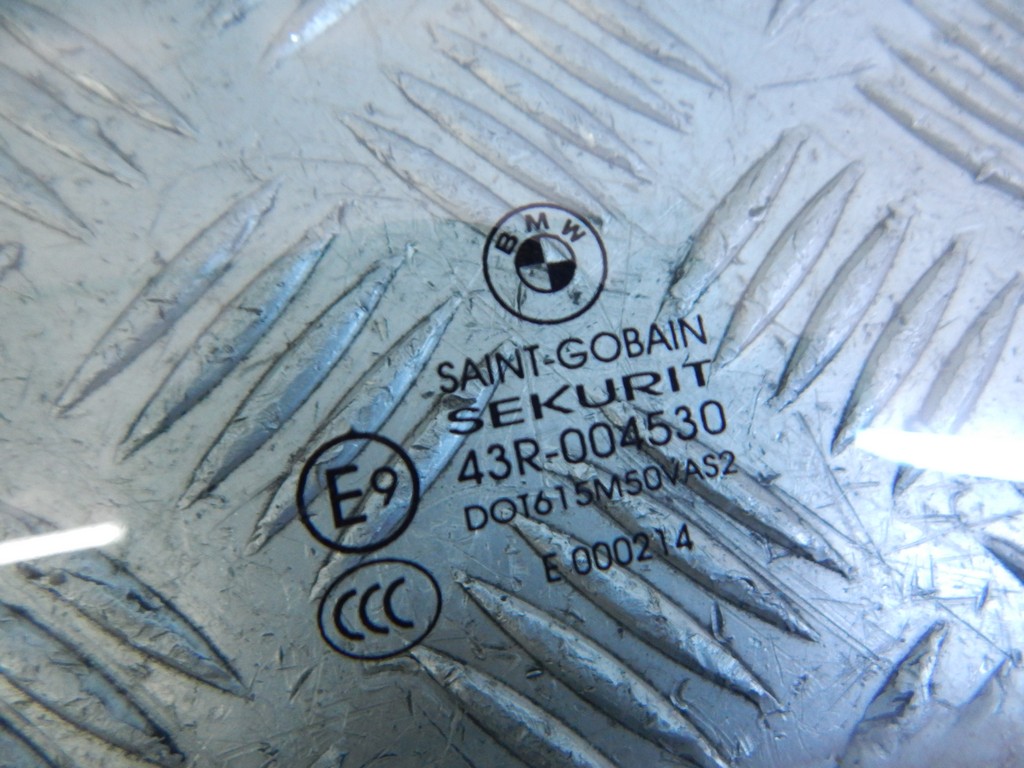 BMW
SAINT-GOBAIN
SEKURIT
43R-004530
DOT615M50VAS2
E 000214
E9
CCC